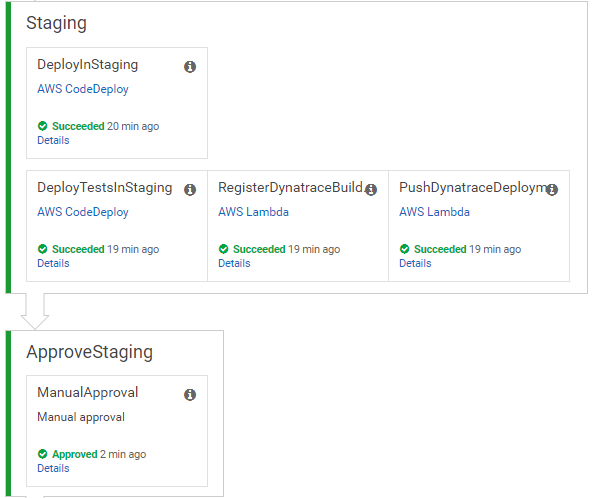 Staging
DeployInStaging
AWS CodeDeploy
Succeeded 20 min ago
Details
DeployTestsInStaging
AWS CodeDeploy
Succeeded 19 min ago
Details
RegisterDynatraceBuild
AWS Lambda
Succeeded 19 min ago
Details
PushDynatraceDeploym
AWS Lambda
Succeeded 19 min ago
Details
ApproveStaging
ManualApproval
Manual approval
Approved 2 min ago
Details